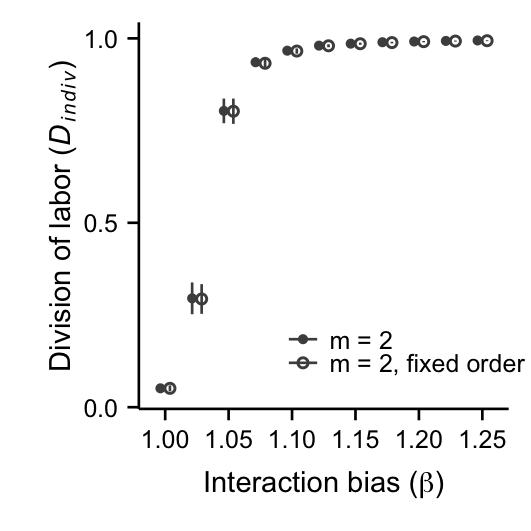 Division of labor (D_indiv)
1.0
0.5
0.0
m = 2
m = 2, fixed order
1.00 1.05 1.10 1.15 1.20 1.25
Interaction bias (β)